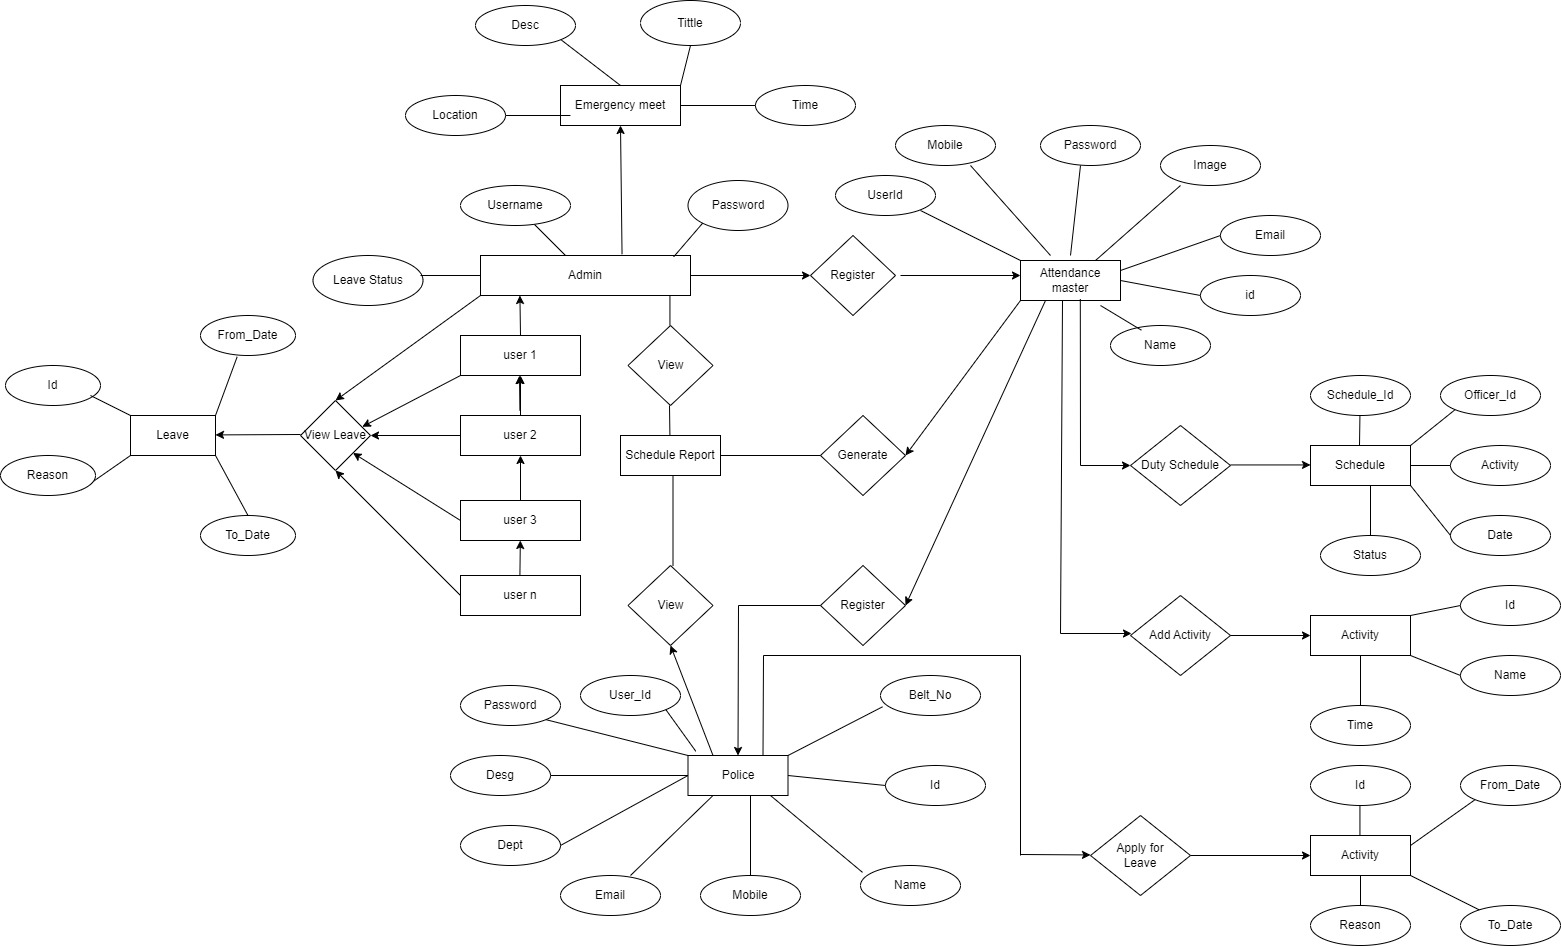 Desc
Tittle
Emergency meet
Location
Time
Mobile
Password
Image
UserId
Username
Password
Email
Leave Status
Admin
Register
Attendance
master
id
Name
From_Date
user 1
View
Id
Schedule_Id
Officer_Id
Leave
View Leave
user 2
Schedule Report
Generate
Duty Schedule
Schedule
Activity
Reason
user 3
To_Date
Date
Status
user n
View
Register
Id
Add Activity
Activity
Name
User_Id
Belt_No
Password
Time
Desg
Police
Id
Id
From_Date
Dept
Apply for
Leave
Activity
Email
Mobile
Name
Reason
To_Date